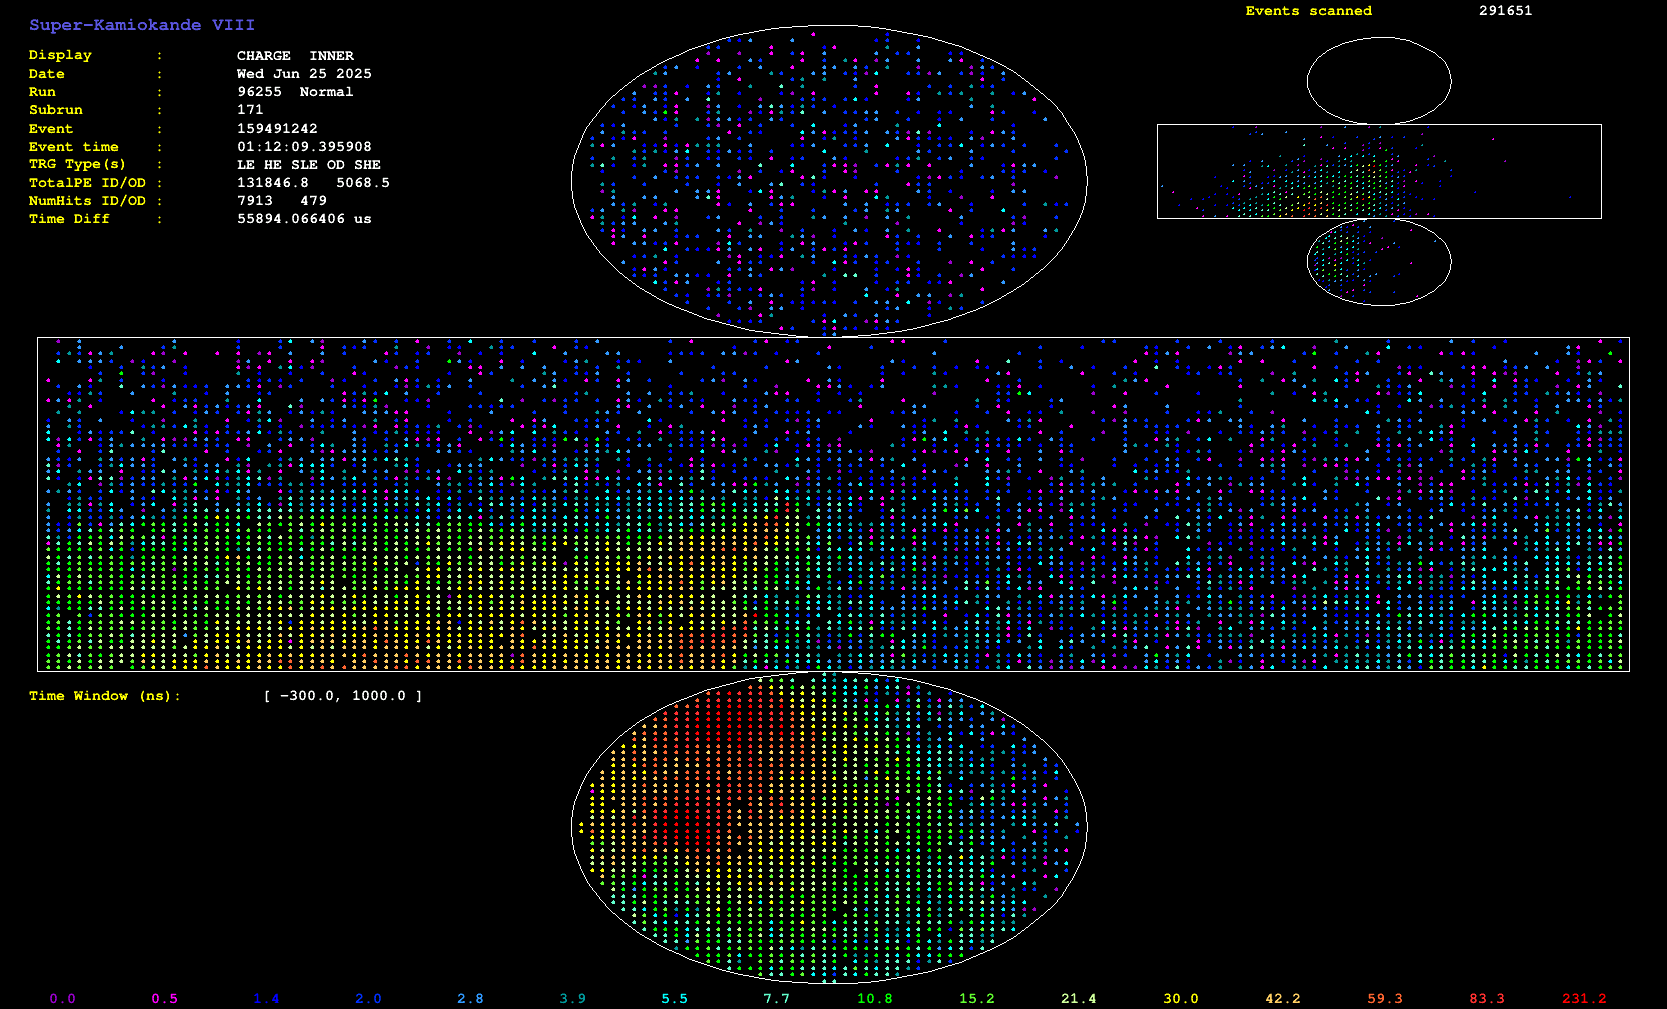 Super-Kamiokande VIII
Events scanned 291651
Display : CHARGE INNER
Date : Wed Jun 25 2025
Run : 96255 Normal
Subrun : 171
Event : 159491242
Event time : 01:12:09.395908
TRG Type(s) : LE HE SLE OD SHE
TotalPE ID/OD : 131846.8 5068.5
NumHits ID/OD : 7913 479
Time Diff : 55894.066406 us
Time Window (ns): [ -300.0, 1000.0 ]
0.0 0.5 1.4 2.0 2.8 3.9 5.5 7.7 10.8 15.2 21.4 30.0 42.2 59.3 83.3 231.2